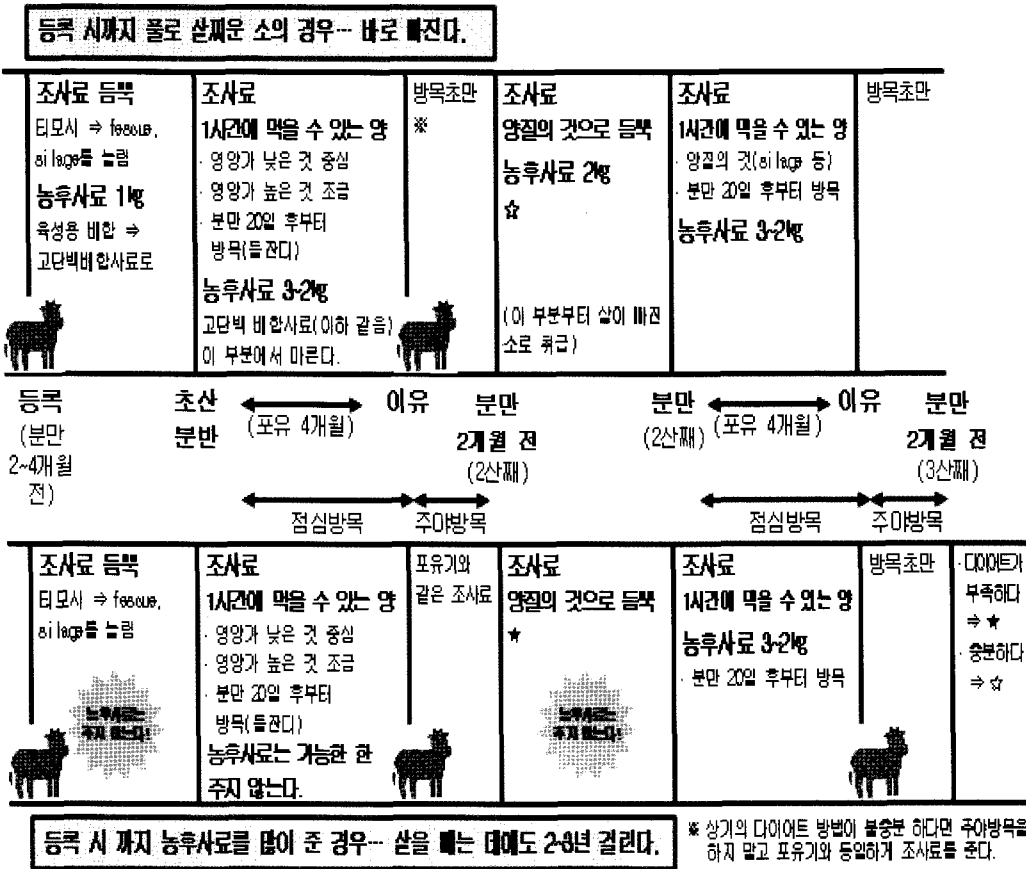 등록 시까지 풀로 살찌운 소의 경우… 바로 빠진다.
조사료 듬뿍
티모시 ⇒ fescue,
silage를 늘림
농후사료 1kg
육성용 비합 ⇒
고단백비합사료로
조사료
1시간에 먹을 수 있는 양
· 영양가 낮은 것 중심
· 영양가 높은 것 조금
· 분만 20일 후부터
방목(들잔디)
농후사료 3~2kg
고단백 비합사료(이하 같음)
이 부분에서 마른다.
방목초만
※
조사료
양질의 것으로 듬뿍
농후사료 2kg
☆
(이 부분부터 살이 빠진
소로 취급)
조사료
1시간에 먹을 수 있는 양
· 양질의 것(silage 등)
· 분만 20일 후부터 방목
농후사료 3~2kg
방목초만
등록
(분만
2~4개월
전)
초산
분반
(포유 4개월)
이유
분만
2개월 전
(2산째)
분만
(2산째)
(포유 4개월)
이유
분만
2개월 전
(3산째)
점심방목
주야방목
점심방목
주야방목
조사료 듬뿍
티모시 ⇒ fescue,
silage를 늘림
농후사료는
주지 않는다!
조사료
1시간에 먹을 수 있는 양
· 영양가 낮은 것 중심
· 영양가 높은 것 조금
· 분만 20일 후부터
방목(들잔디)
농후사료는 가능한 한
주지 않는다.
포유기와
같은 조사료
조사료
양질의 것으로 듬뿍
★
농후사료는
주지 않는다!
조사료
1시간에 먹을 수 있는 양
농후사료 3~2kg
· 분만 20일 후부터 방목
방목초만
· 다이어트가
부족하다
⇒ ★
· 충분하다
⇒ ☆
등록 시 까지 농후사료를 많이 준 경우… 살을 빼는 데에도 2~3년 걸린다.
※ 상기의 다이어트 방법이 불충분 하다면 주야방목을
하지 말고 포유기와 동일하게 조사료를 준다.